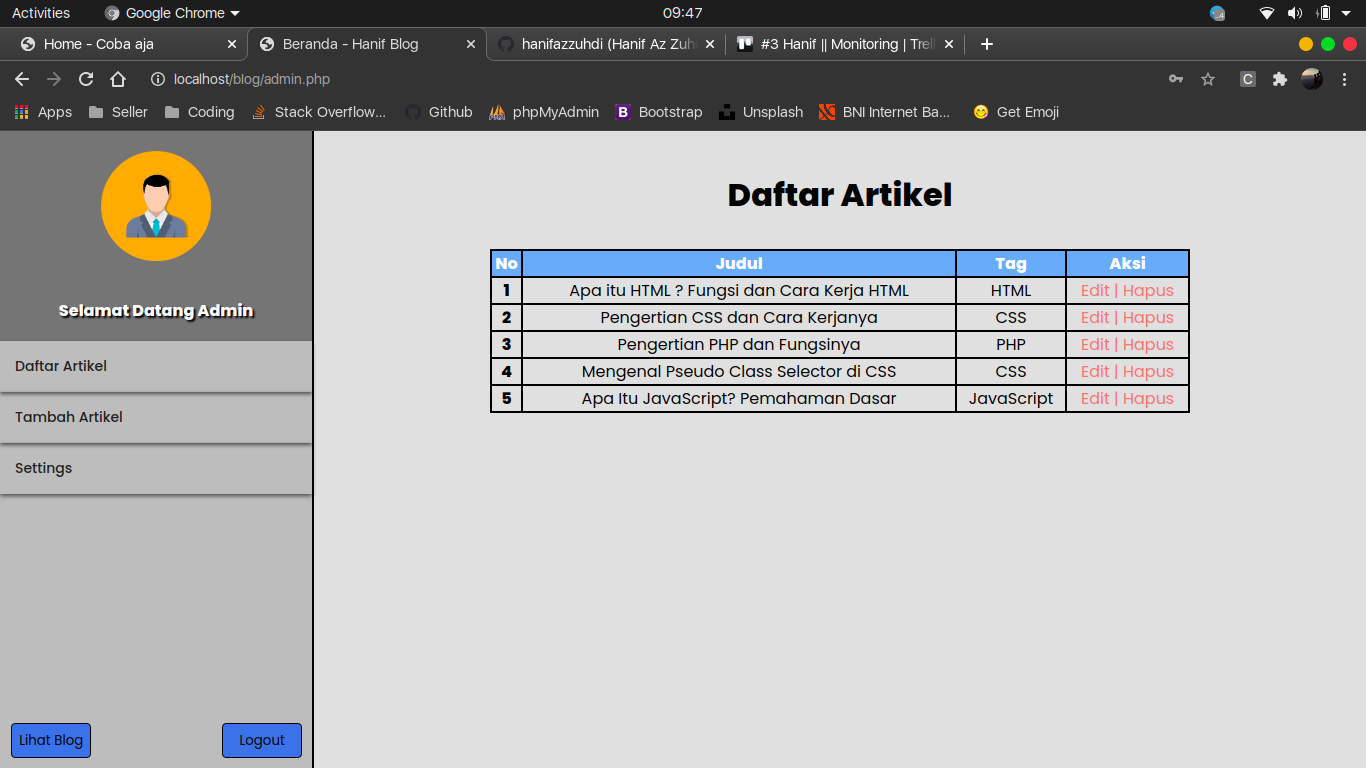 Activities Google Chrome 09:47
Home - Coba aja Beranda - Hanif Blog hanifazzuhdi (Hanif Az Zuh #3 Hanif || Monitoring | Trell
localhost/blog/admin.php C
Apps Seller Coding Stack Overflow... Github phpMyAdmin B Bootstrap Unsplash BNI Internet Ba... Get Emoji
Selamat Datang Admin
Daftar Artikel
Tambah Artikel
Settings
Lihat Blog Logout
Daftar Artikel
No Judul Tag Aksi
1 Apa itu HTML ? Fungsi dan Cara Kerja HTML HTML Edit | Hapus
2 Pengertian CSS dan Cara Kerjanya CSS Edit | Hapus
3 Pengertian PHP dan Fungsinya PHP Edit | Hapus
4 Mengenal Pseudo Class Selector di CSS CSS Edit | Hapus
5 Apa Itu JavaScript? Pemahaman Dasar JavaScript Edit | Hapus